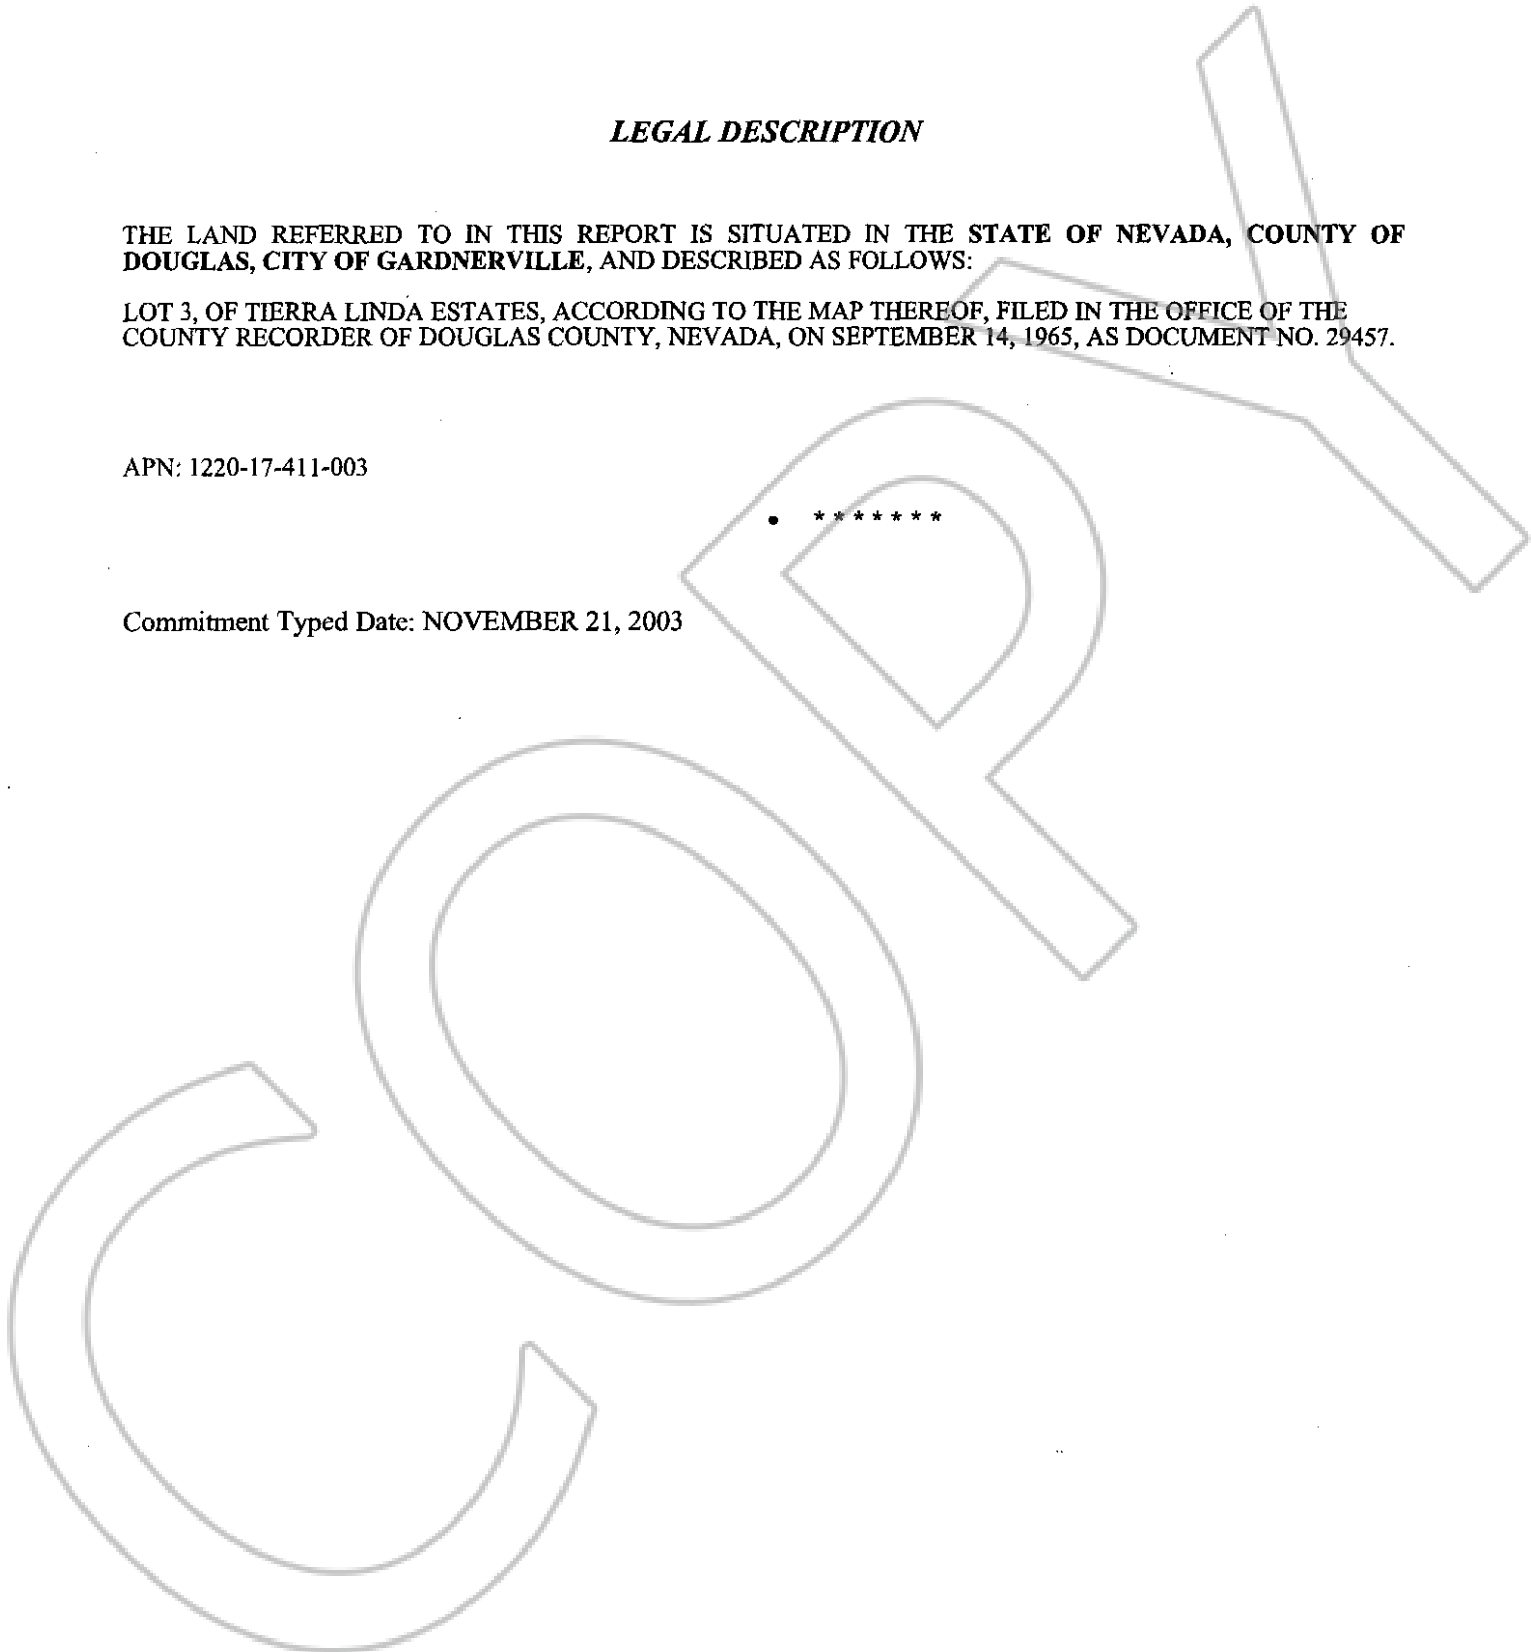 LEGAL DESCRIPTION
THE LAND REFERRED TO IN THIS REPORT IS SITUATED IN THE STATE OF NEVADA, COUNTY OF
DOUGLAS, CITY OF GARDNERVILLE, AND DESCRIBED AS FOLLOWS:
LOT 3, OF TIERRA LINDA ESTATES, ACCORDING TO THE MAP THEREOF, FILED IN THE OFFICE OF THE
COUNTY RECORDER OF DOUGLAS COUNTY, NEVADA, ON SEPTEMBER 14, 1965, AS DOCUMENT NO. 29457.
APN: 1220-17-411-003
• * * * * * * *
Commitment Typed Date: NOVEMBER 21, 2003
COPY